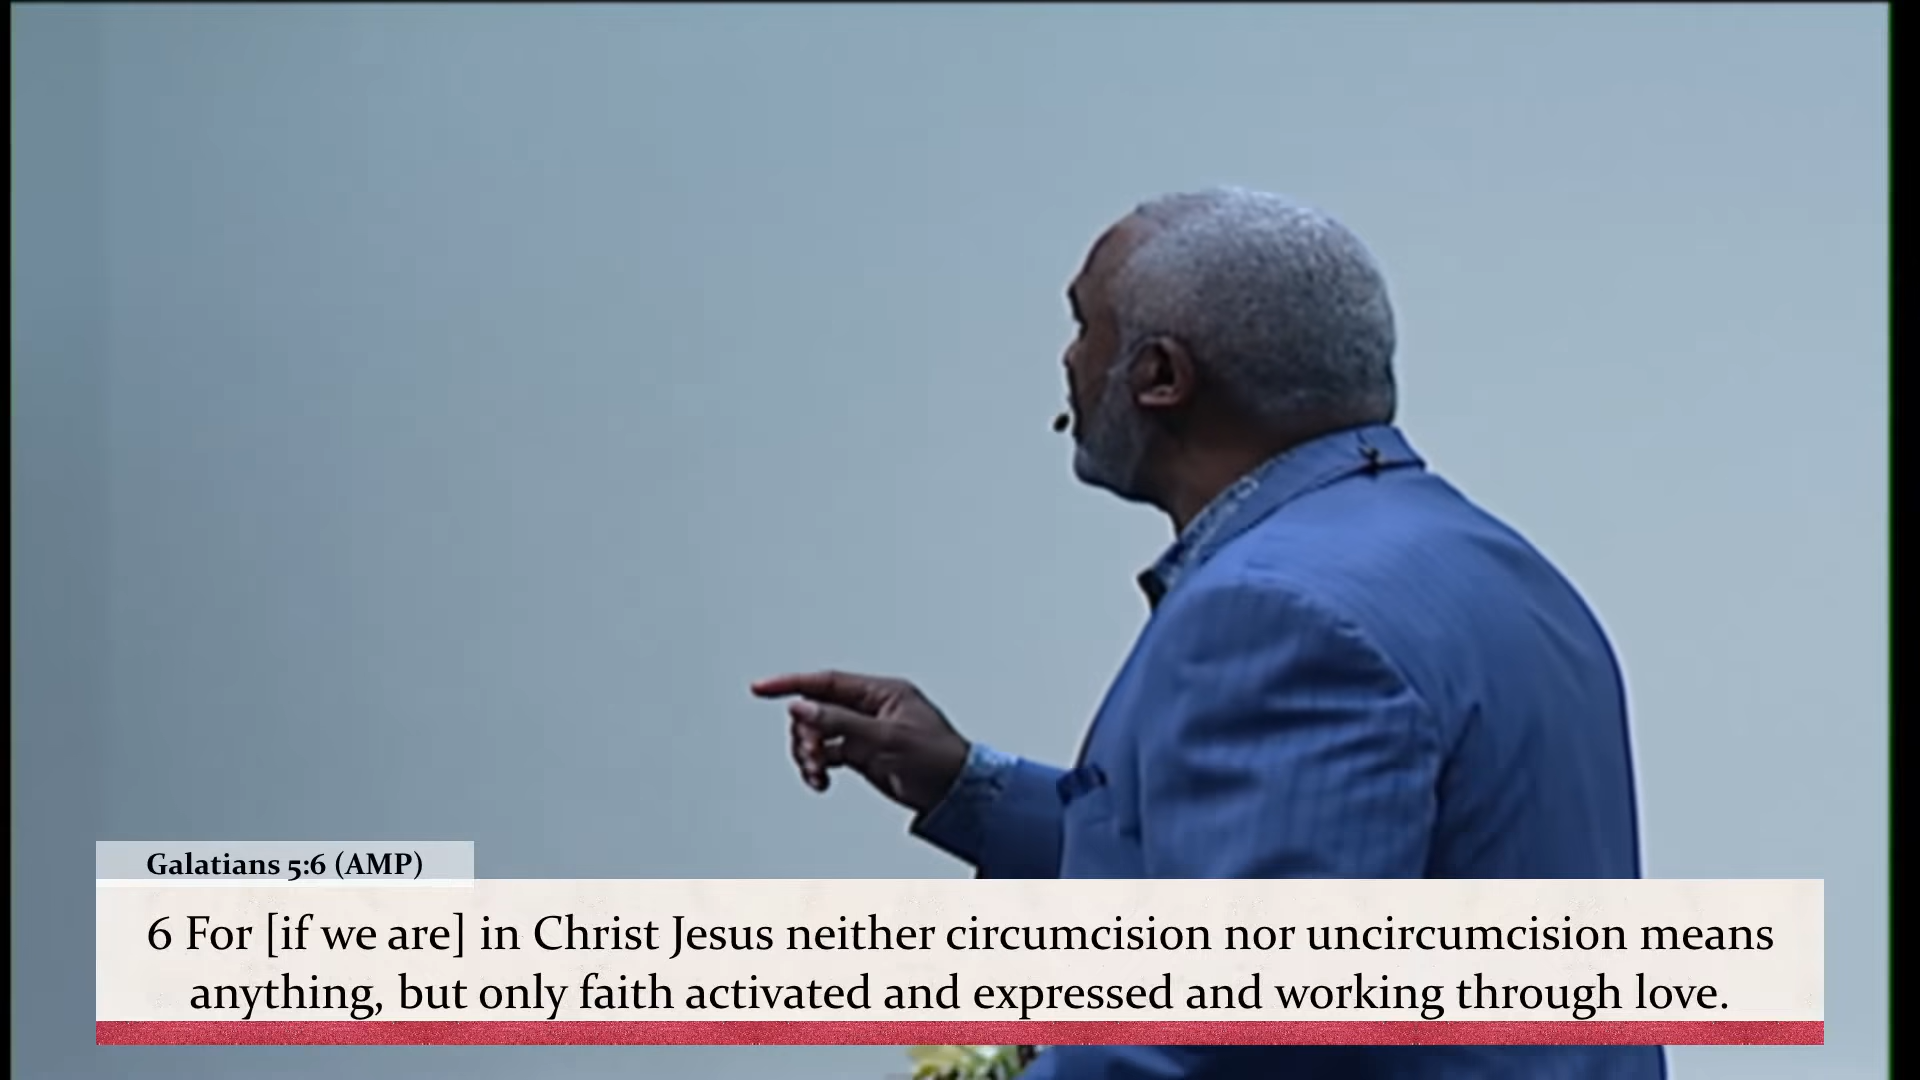 Galatians 5:6 (AMP)
6 For [if we are] in Christ Jesus neither circumcision nor uncircumcision means
anything, but only faith activated and expressed and working through love.